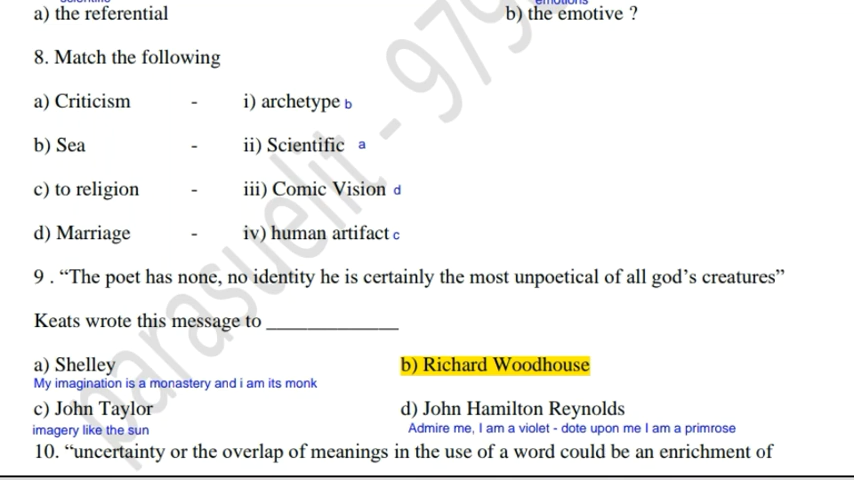 a) the referential b) the emotive ?
8. Match the following
a) Criticism - i) archetype b
b) Sea - ii) Scientific a
c) to religion - iii) Comic Vision d
d) Marriage - iv) human artifact c
9 . “The poet has none, no identity he is certainly the most unpoetical of all god’s creatures”
Keats wrote this message to ______________
a) Shelley b) Richard Woodhouse
My imagination is a monastery and i am its monk
c) John Taylor d) John Hamilton Reynolds
imagery like the sun Admire me, I am a violet - dote upon me I am a primrose
10. “uncertainty or the overlap of meanings in the use of a word could be an enrichment of
parasuelit - 979